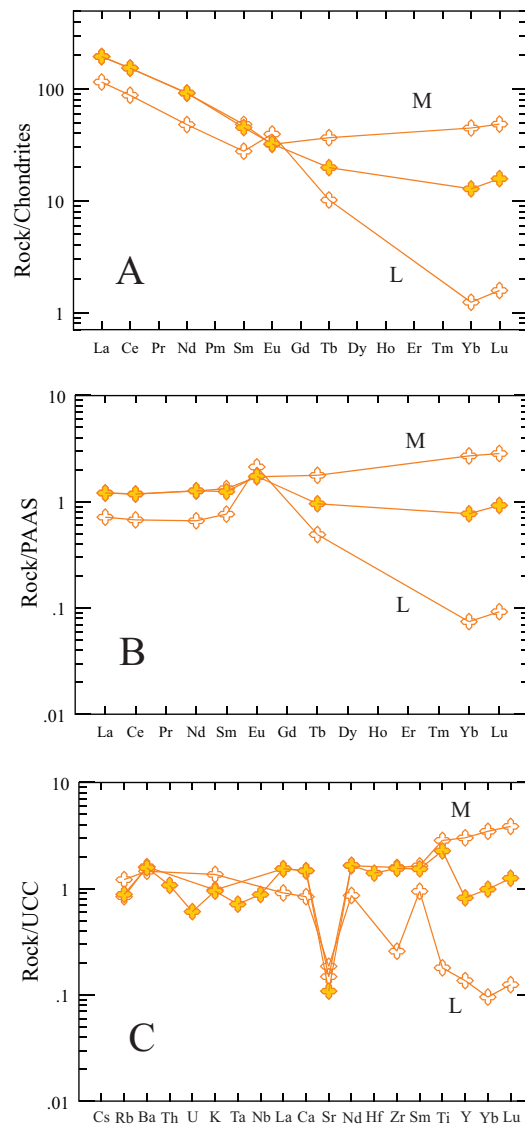 100
10
1
Rock/Chondrites
M
L
A
La Ce Pr Nd Pm Sm Eu Gd Tb Dy Ho Er Tm Yb Lu
10
1
.1
.01
Rock/PAAS
M
L
B
La Ce Pr Nd Sm Eu Gd Tb Dy Ho Er Tm Yb Lu
10
1
.1
.01
Rock/UCC
M
L
C
Cs Rb Ba Th U K Ta Nb La Ca Sr Nd Hf Zr Sm Ti Y Yb Lu